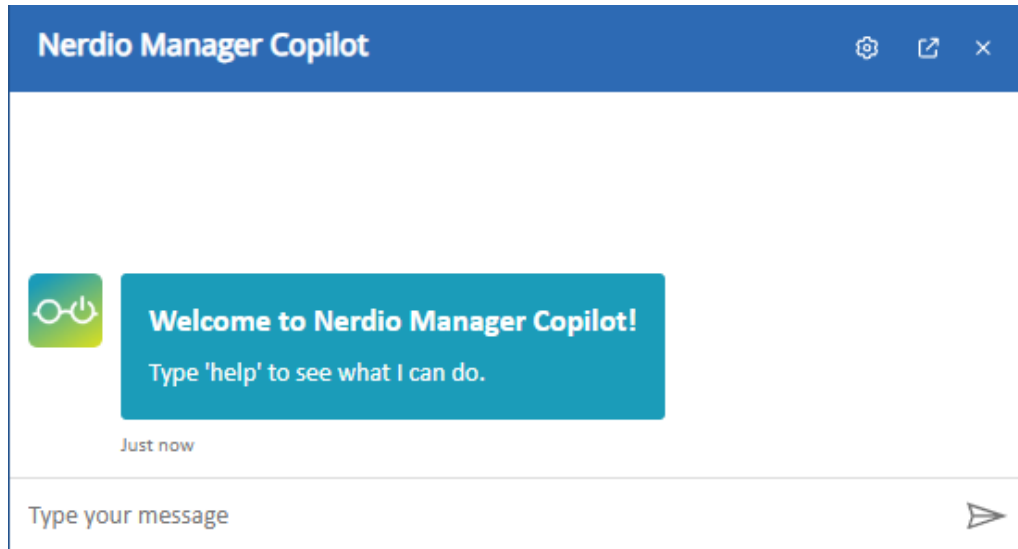 Nerdio Manager Copilot
Welcome to Nerdio Manager Copilot!
Type 'help' to see what I can do.
Just now
Type your message